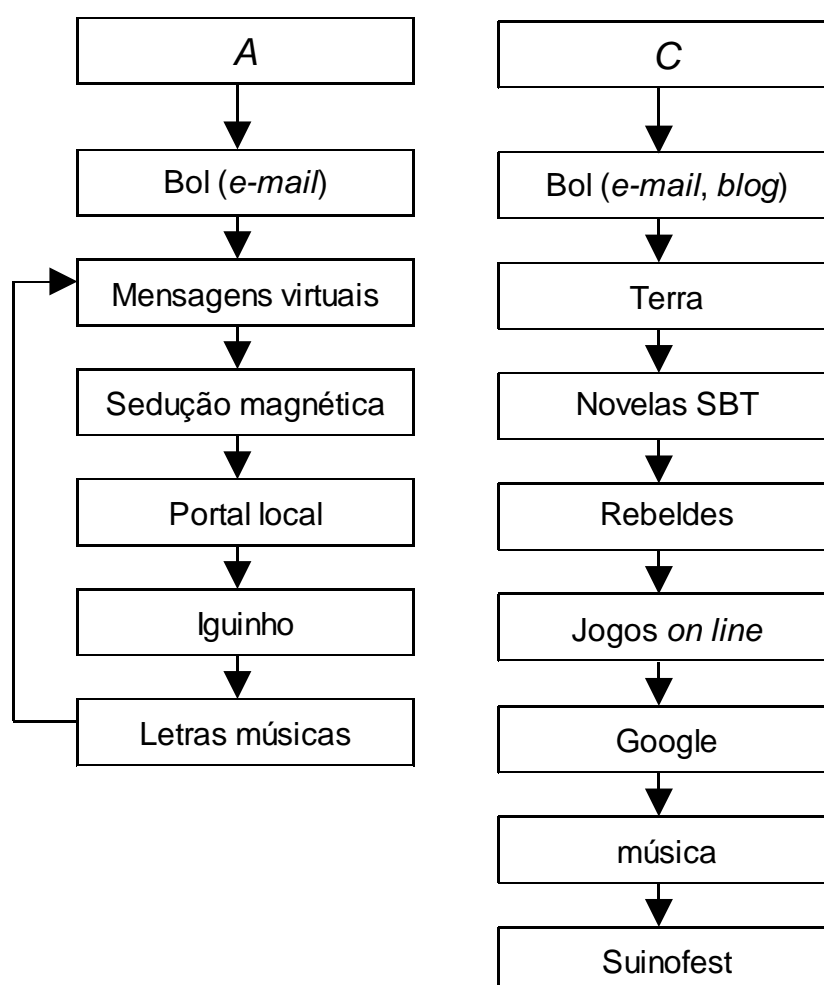 A
Bol (e-mail)
Mensagens virtuais
Sedução magnética
Portal local
Iguinho
Letras músicas
C
Bol (e-mail, blog)
Terra
Novelas SBT
Rebeldes
Jogos on line
Google
música
Suinofest